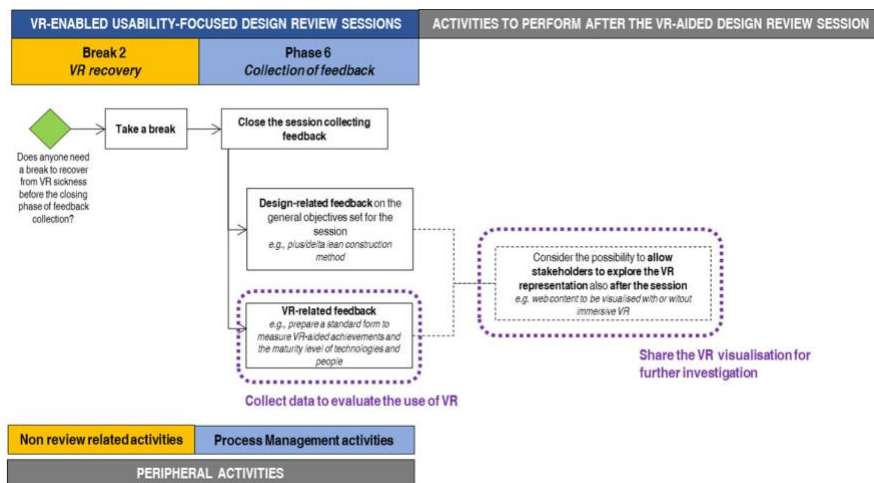 VR-ENABLED USABILITY-FOCUSED DESIGN REVIEW SESSIONS
ACTIVITIES TO PERFORM AFTER THE VR-AIDED DESIGN REVIEW SESSION
Break 2
VR recovery
Phase 6
Collection of feedback
Does anyone need
a break to recover
from VR sickness
before the closing
phase of feedback
collection?
Take a break
Close the session collecting
feedback
Design-related feedback on the
general objectives set for the
session
e.g., plus/delta lean construction
method
VR-related feedback
e.g., prepare a standard form to
measure VR-aided achievements and
the maturity level of technologies and
people
Collect data to evaluate the use of VR
Consider the possibility to allow
stakeholders to explore the VR
representation also after the session
e.g. web content to be visualised with or witout
immersive VR
Share the VR visualisation for
further investigation
Non review related activities
Process Management activities
PERIPHERAL ACTIVITIES